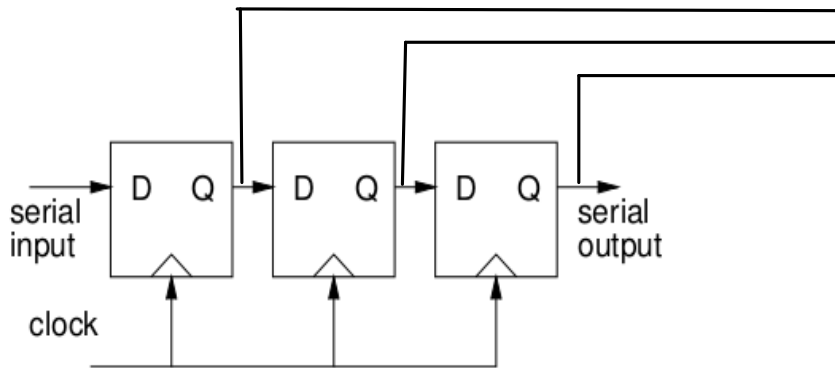 D Q D Q D Q
serial
input
serial
output
clock